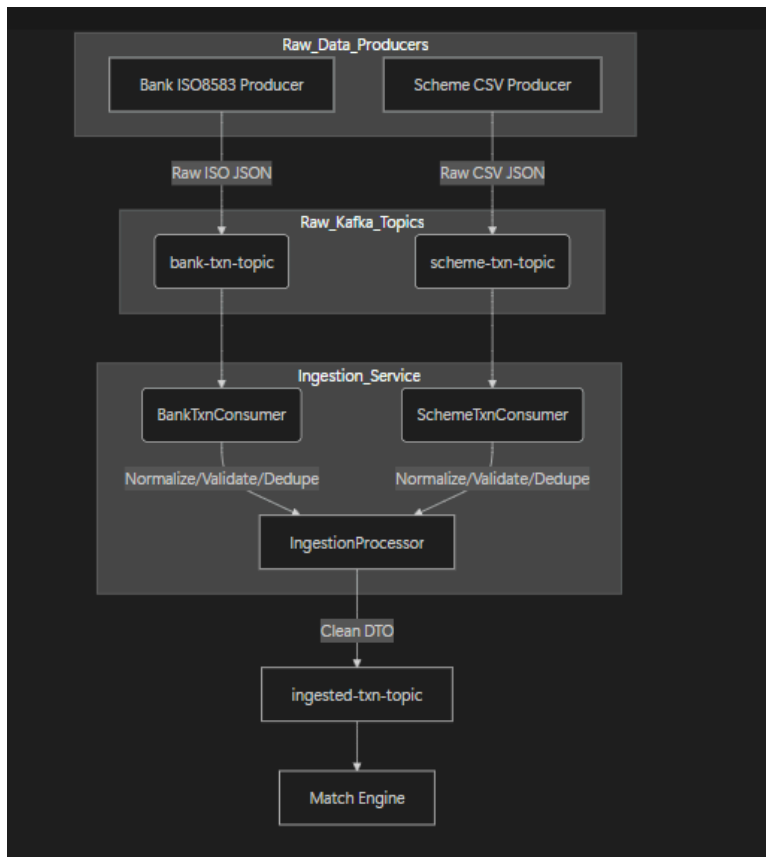 Raw_Data_Producers
Bank ISO8583 Producer
Scheme CSV Producer
Raw ISO JSON
Raw CSV JSON
Raw_Kafka_Topics
bank-txn-topic
scheme-txn-topic
Ingestion_Service
BankTxnConsumer
SchemeTxnConsumer
Normalize/Validate/Dedupe
Normalize/Validate/Dedupe
IngestionProcessor
Clean DTO
ingested-txn-topic
Match Engine